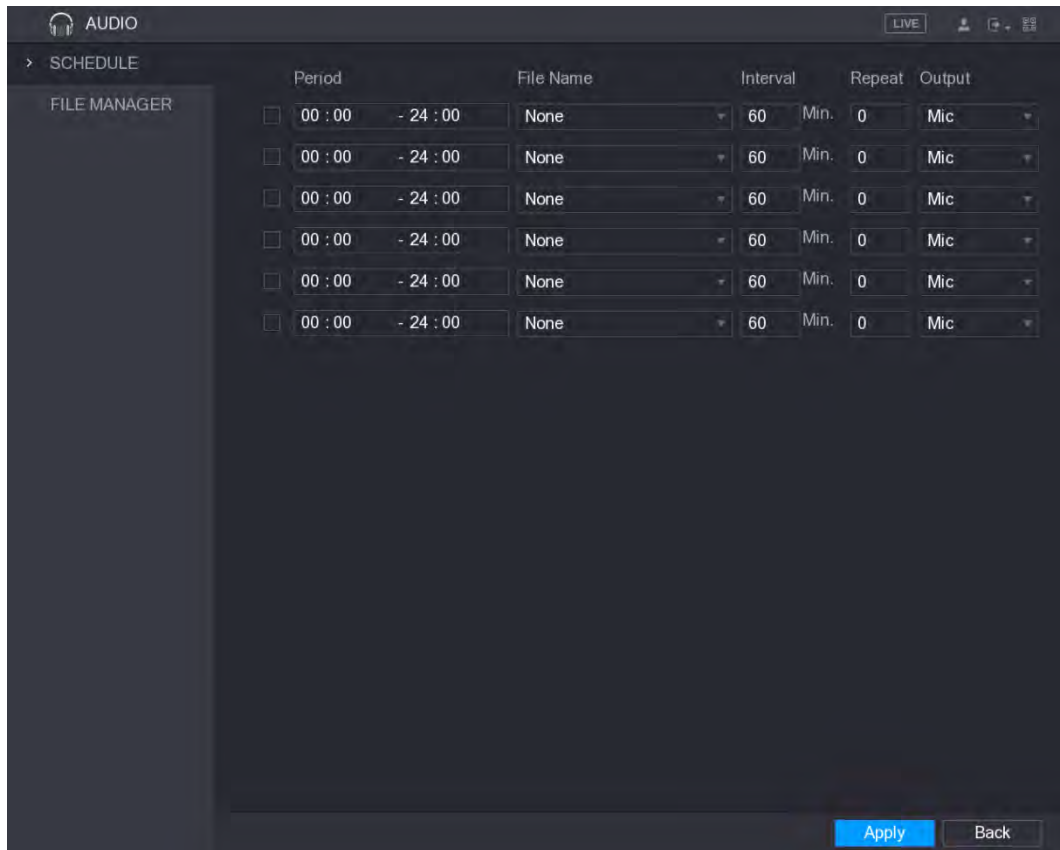 AUDIO LIVE
SCHEDULE
FILE MANAGER
Period File Name Interval Repeat Output
00 : 00 - 24 : 00 None 60 Min. 0 Mic
00 : 00 - 24 : 00 None 60 Min. 0 Mic
00 : 00 - 24 : 00 None 60 Min. 0 Mic
00 : 00 - 24 : 00 None 60 Min. 0 Mic
00 : 00 - 24 : 00 None 60 Min. 0 Mic
00 : 00 - 24 : 00 None 60 Min. 0 Mic
Apply Back